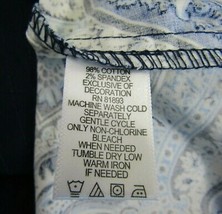 98% COTTON
2% SPANDEX
EXCLUSIVE OF
DECORATION
RN 81893
MACHINE WASH COLD
SEPARATELY
GENTLE CYCLE
ONLY NON-CHLORINE
BLEACH
WHEN NEEDED
TUMBLE DRY LOW
WARM IRON
IF NEEDED